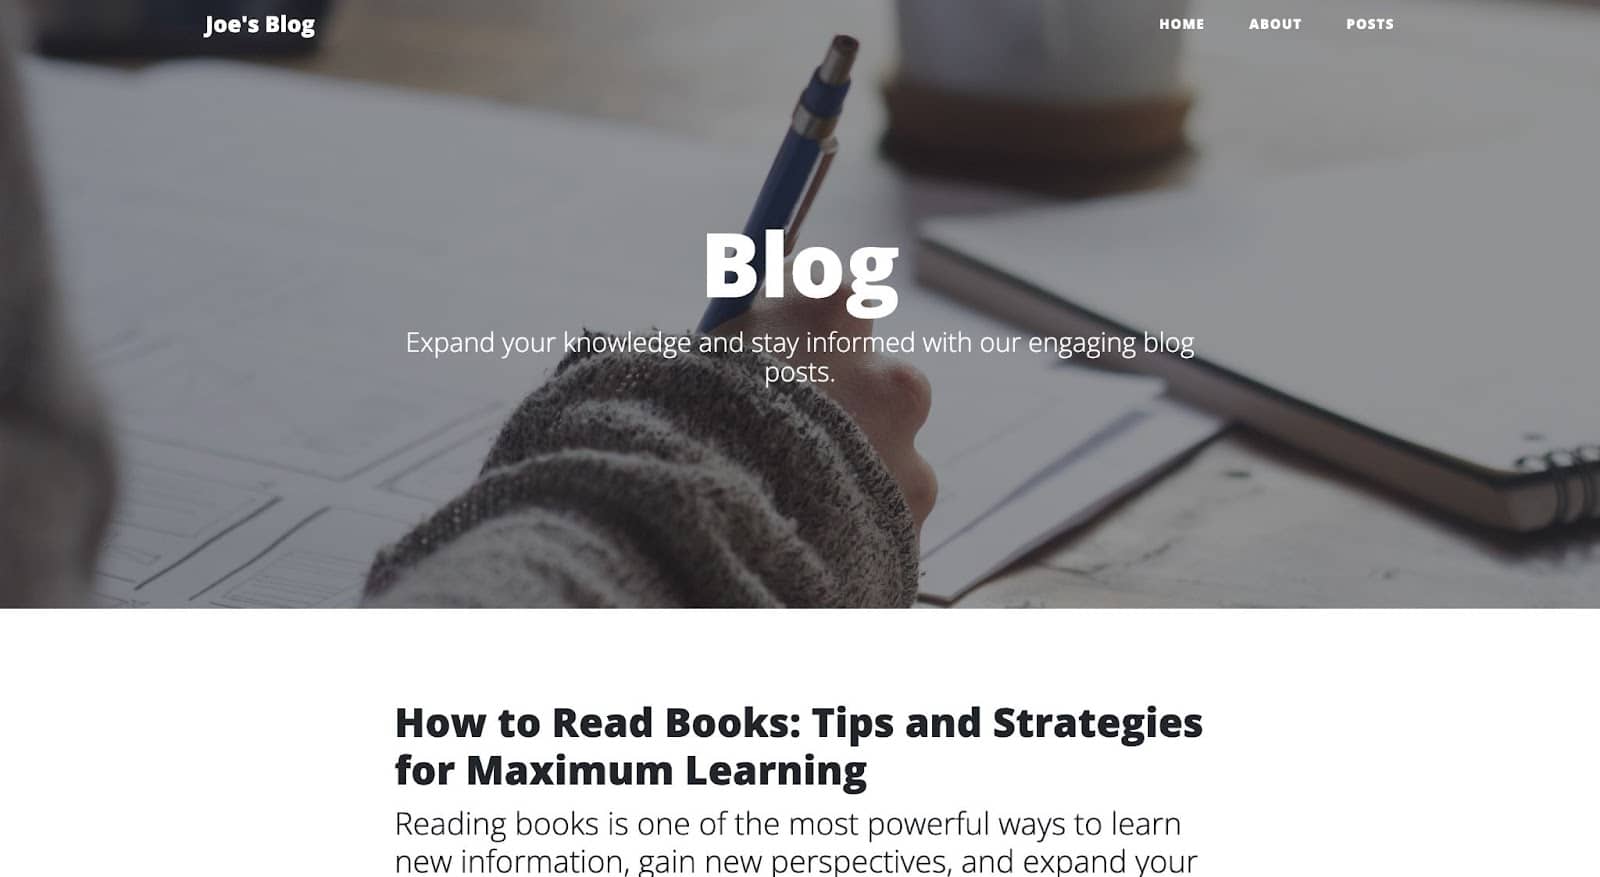 Joe's Blog
HOME ABOUT POSTS
Blog
Expand your knowledge and stay informed with our engaging blog
posts.
How to Read Books: Tips and Strategies
for Maximum Learning
Reading books is one of the most powerful ways to learn
new information, gain new perspectives, and expand your